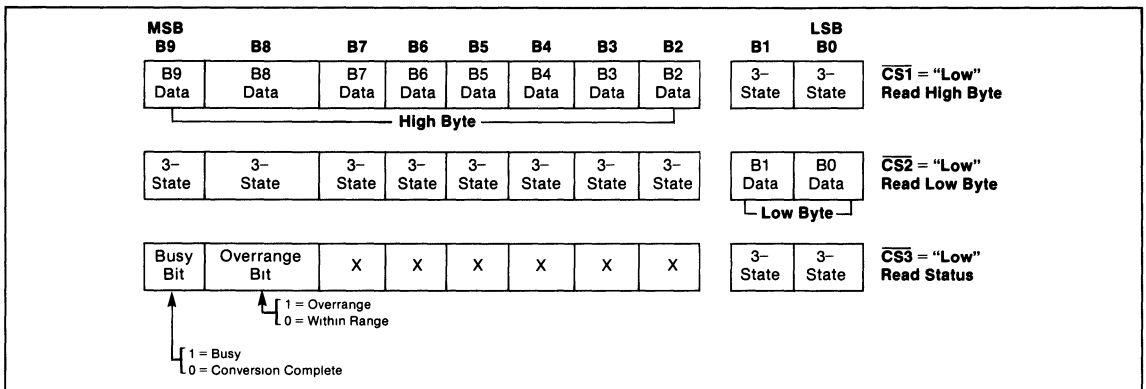 MSB LSB
B9 B8 B7 B6 B5 B4 B3 B2 B1 B0
B9 Data B8 Data B7 Data B6 Data B5 Data B4 Data B3 Data B2 Data 3– State 3– State CS1 = “Low” Read High Byte
High Byte
3– State 3– State 3– State 3– State 3– State 3– State 3– State 3– State B1 Data B0 Data CS2 = “Low” Read Low Byte
Low Byte
Busy Bit Overrange Bit X X X X X X 3– State 3– State CS3 = “Low” Read Status
1 = Overrange
0 = Within Range
1 = Busy
0 = Conversion Complete